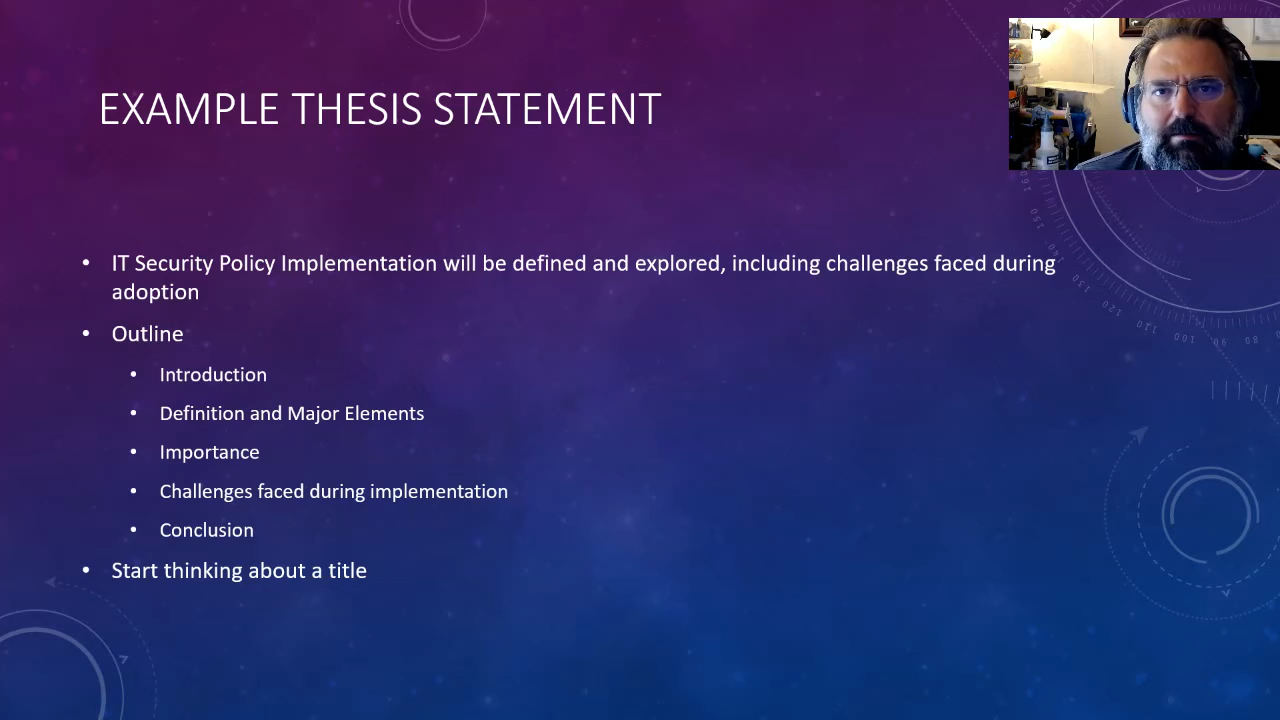 EXAMPLE THESIS STATEMENT
• IT Security Policy Implementation will be defined and explored, including challenges faced during
adoption
• Outline
• Introduction
• Definition and Major Elements
• Importance
• Challenges faced during implementation
• Conclusion
• Start thinking about a title